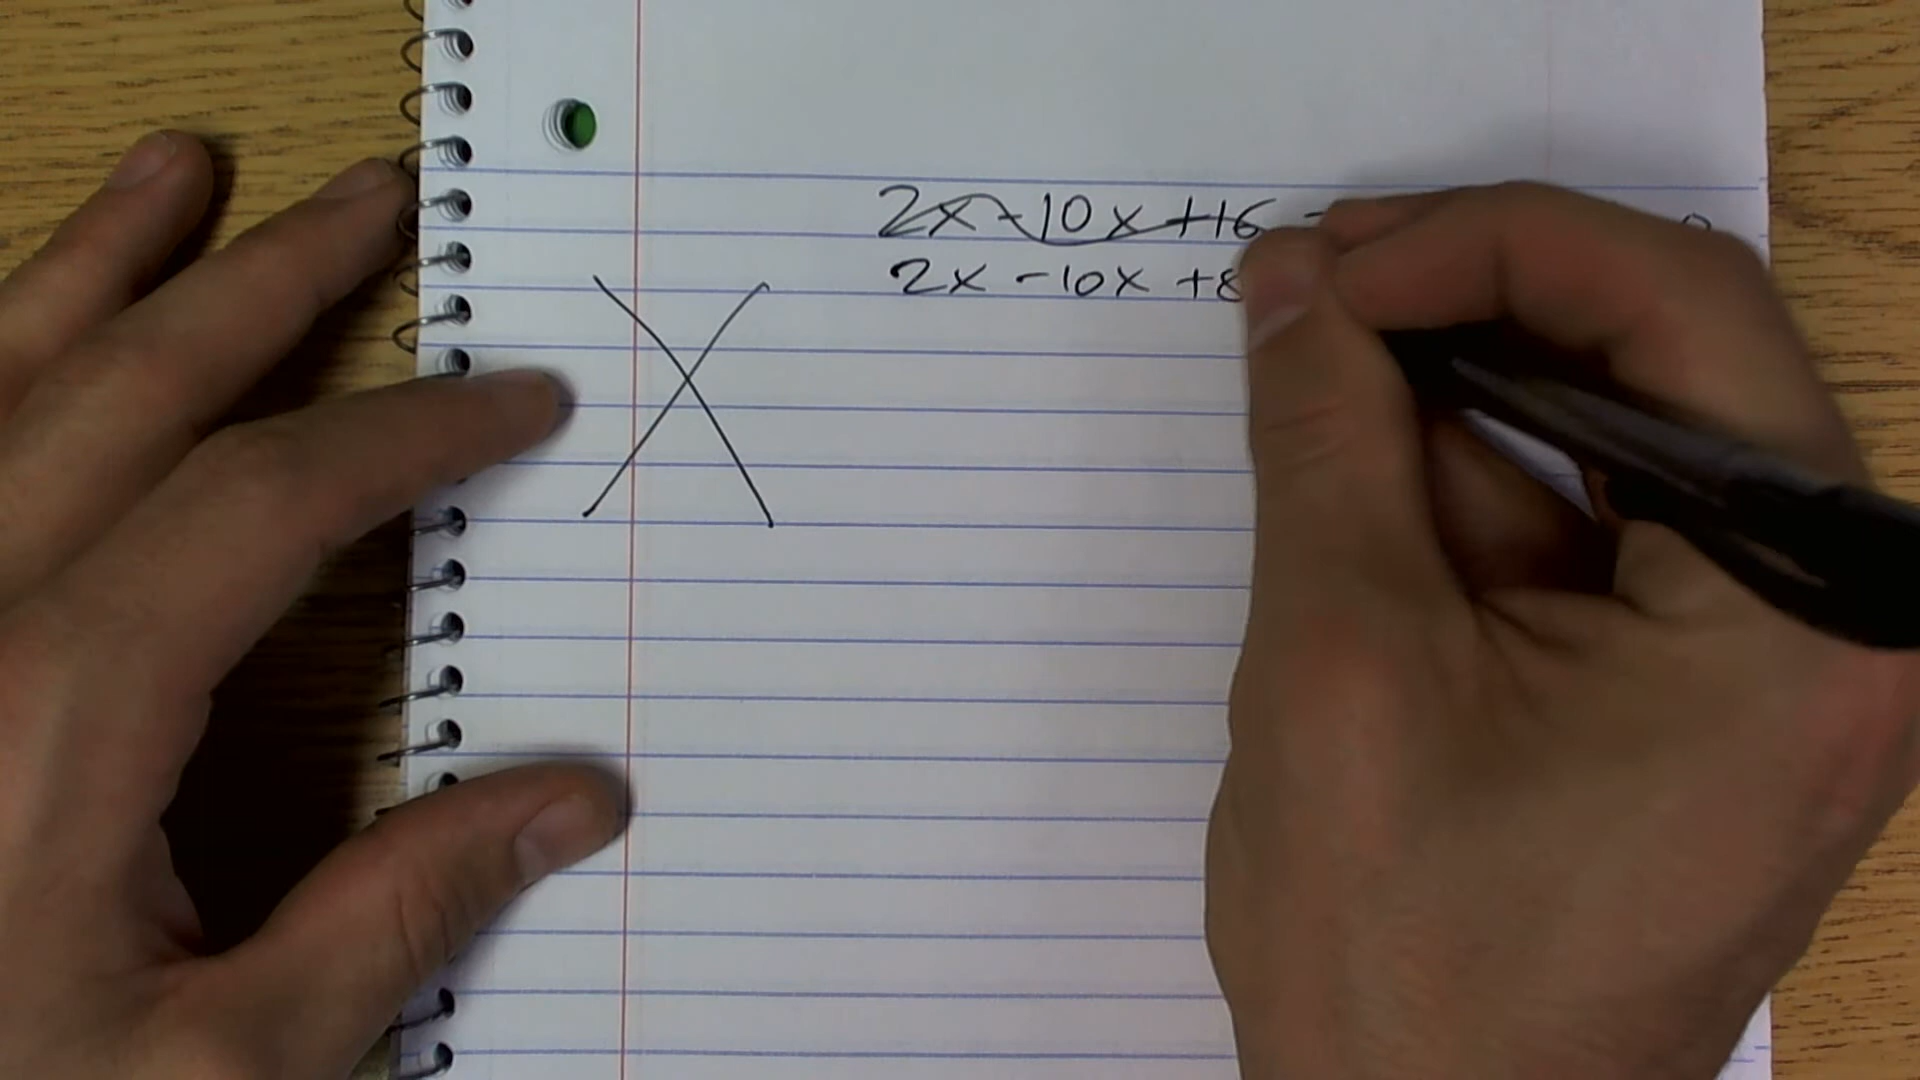 2x - 10x + 16
2x - 10x + 8